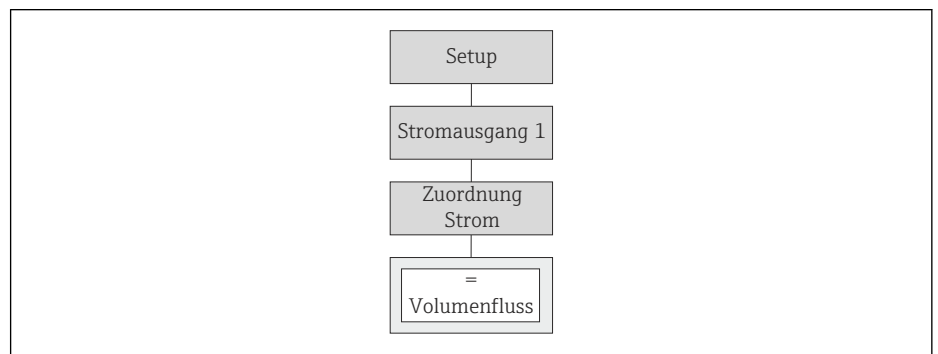 Setup
Stromausgang 1
Zuordnung
Strom
=
Volumenfluss